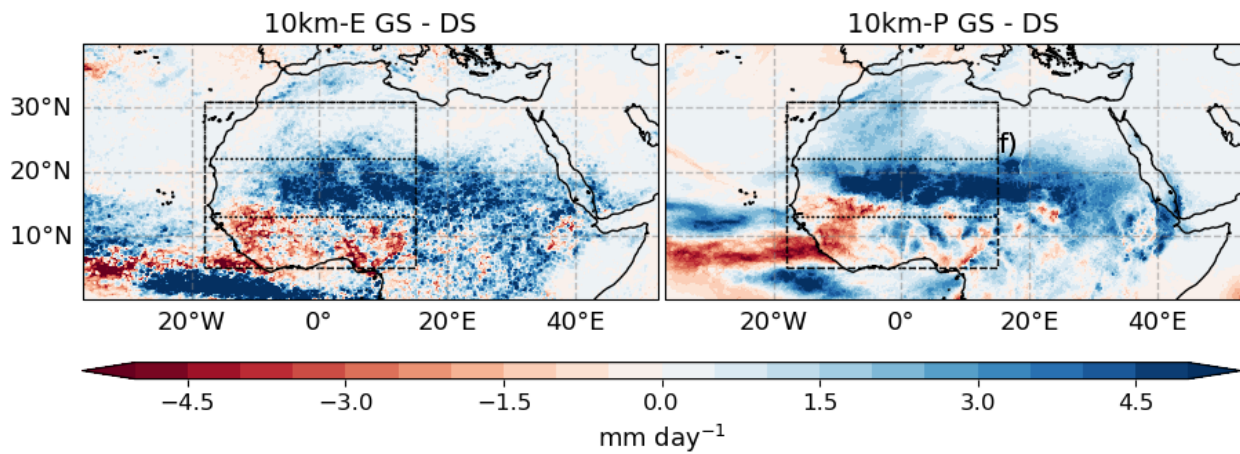 10km-E GS - DS 10km-P GS - DS
30°N
f)
20°N
10°N
20°W 0° 20°E 40°E 20°W 0° 20°E 40°E
−4.5 −3.0 −1.5 0.0 1.5 3.0 4.5
mm day⁻¹